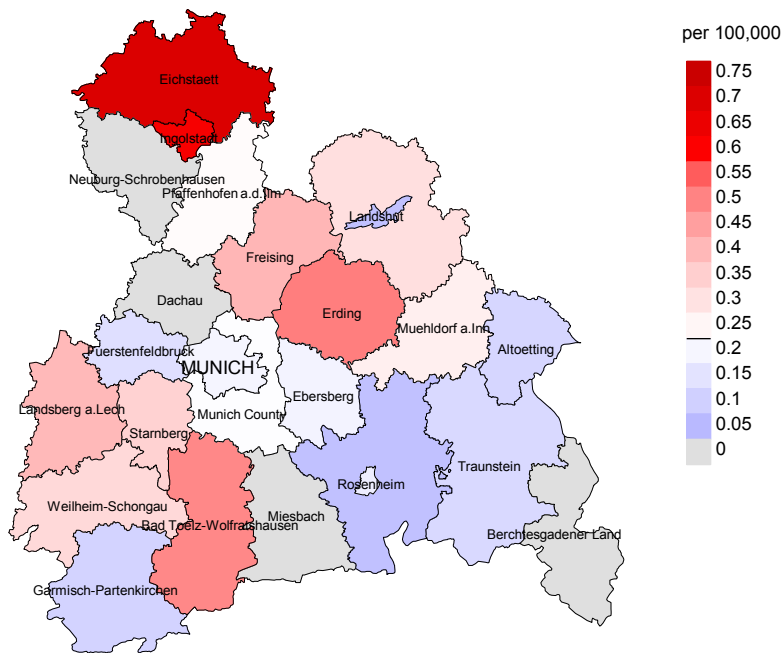 per 100,000
0.75
0.7
0.65
0.6
0.55
0.5
0.45
0.4
0.35
0.3
0.25
0.2
0.15
0.1
0.05
0
Eichstaett
Ingolstadt
Neuburg-Schrobenhausen
Pfaffenhofen a.d.Ilm
Landshut
Freising
Dachau
Erding
Muehldorf a.Inn
Altoetting
Fuerstenfeldbruck
MUNICH
Ebersberg
Landsberg a.Lech
Munich County
Starnberg
Traunstein
Rosenheim
Weilheim-Schongau
Miesbach
Bad Toelz-Wolfratshausen
Berchtesgadener Land
Garmisch-Partenkirchen